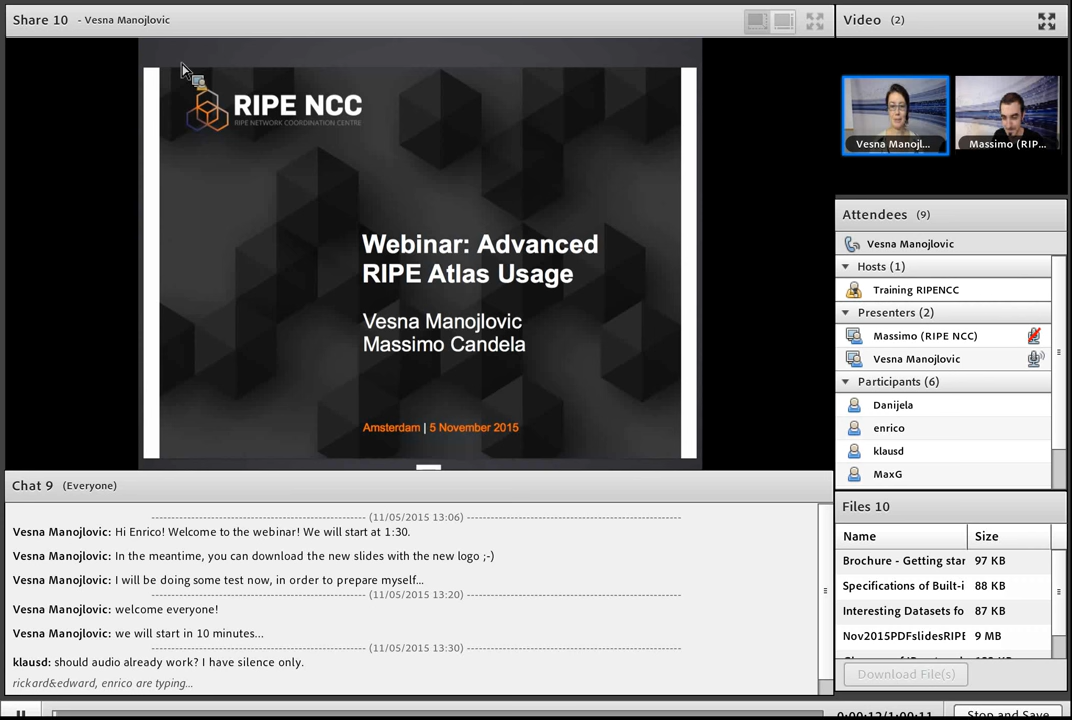 Share 10 - Vesna Manojlovic
RIPE NCC
RIPE NETWORK COORDINATION CENTRE
Webinar: Advanced
RIPE Atlas Usage
Vesna Manojlovic
Massimo Candela
Amsterdam | 5 November 2015
Chat 9 (Everyone)
(11/05/2015 13:06)
Vesna Manojlovic: Hi Enrico! Welcome to the webinar! We will start at 1:30.
Vesna Manojlovic: In the meantime, you can download the new slides with the new logo ;-)
Vesna Manojlovic: I will be doing some test now, in order to prepare myself...
(11/05/2015 13:20)
Vesna Manojlovic: welcome everyone!
Vesna Manojlovic: we will start in 10 minutes...
(11/05/2015 13:30)
klausd: should audio already work? I have silence only.
rickard&edward, enrico are typing...
Video (2)
Vesna Manojl...
Massimo (RIP...
Attendees (9)
Vesna Manojlovic
Hosts (1)
Training RIPENCC
Presenters (2)
Massimo (RIPE NCC)
Vesna Manojlovic
Participants (6)
Danijela
enrico
klausd
MaxG
Files 10
Name Size
Brochure - Getting star 97 KB
Specifications of Built-i 88 KB
Interesting Datasets fo 87 KB
Nov2015PDFslidesRIPE 9 MB
Download File(s)
0:00:12/1:00:11
Stop and Save